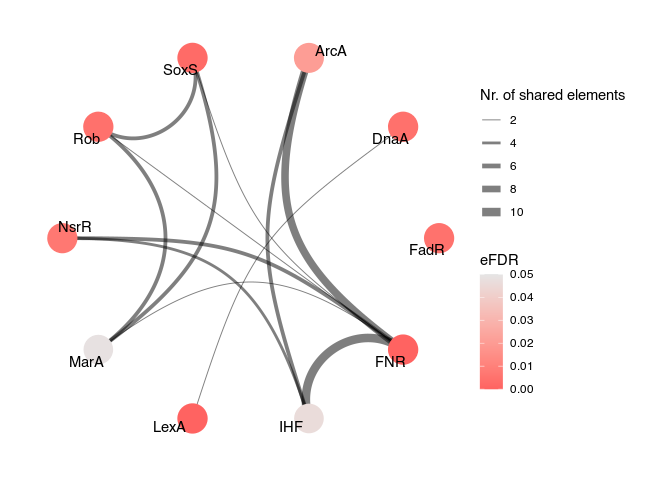 ArcA
SoxS
Rob
DnaA
NsrR
FadR
MarA
FNR
LexA
IHF
Nr. of shared elements
2
4
6
8
10
eFDR
0.05
0.04
0.03
0.02
0.01
0.00